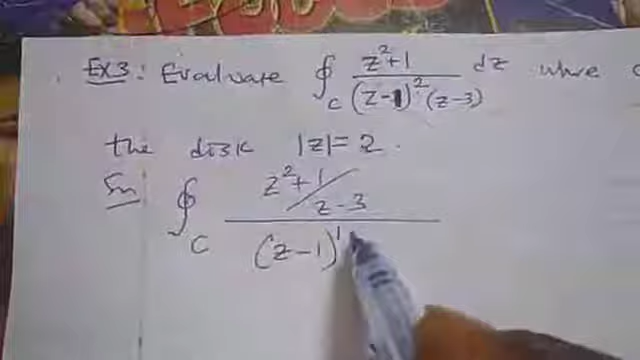 Ex3: Evaluate ∮_C (z²+1)/((z-1)²(z-3)) dz where
the disk |z|=2.
Sn ∮_C ((z²+1)/(z-3))/(z-1)¹